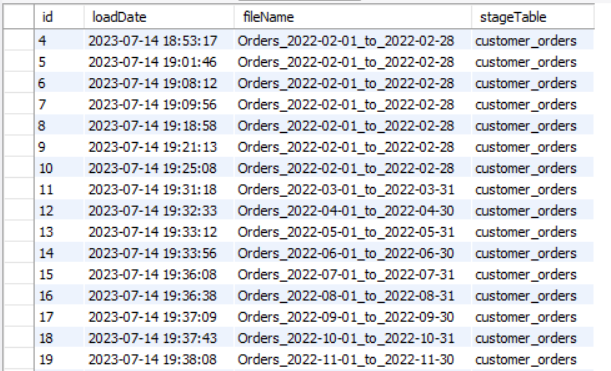 id loadDate fileName stageTable
4 2023-07-14 18:53:17 Orders_2022-02-01_to_2022-02-28 customer_orders
5 2023-07-14 19:01:46 Orders_2022-02-01_to_2022-02-28 customer_orders
6 2023-07-14 19:08:12 Orders_2022-02-01_to_2022-02-28 customer_orders
7 2023-07-14 19:09:56 Orders_2022-02-01_to_2022-02-28 customer_orders
8 2023-07-14 19:18:58 Orders_2022-02-01_to_2022-02-28 customer_orders
9 2023-07-14 19:21:13 Orders_2022-02-01_to_2022-02-28 customer_orders
10 2023-07-14 19:25:08 Orders_2022-02-01_to_2022-02-28 customer_orders
11 2023-07-14 19:31:18 Orders_2022-03-01_to_2022-03-31 customer_orders
12 2023-07-14 19:32:33 Orders_2022-04-01_to_2022-04-30 customer_orders
13 2023-07-14 19:33:12 Orders_2022-05-01_to_2022-05-31 customer_orders
14 2023-07-14 19:33:56 Orders_2022-06-01_to_2022-06-30 customer_orders
15 2023-07-14 19:36:08 Orders_2022-07-01_to_2022-07-31 customer_orders
16 2023-07-14 19:36:38 Orders_2022-08-01_to_2022-08-31 customer_orders
17 2023-07-14 19:37:09 Orders_2022-09-01_to_2022-09-30 customer_orders
18 2023-07-14 19:37:43 Orders_2022-10-01_to_2022-10-31 customer_orders
19 2023-07-14 19:38:08 Orders_2022-11-01_to_2022-11-30 customer_orders